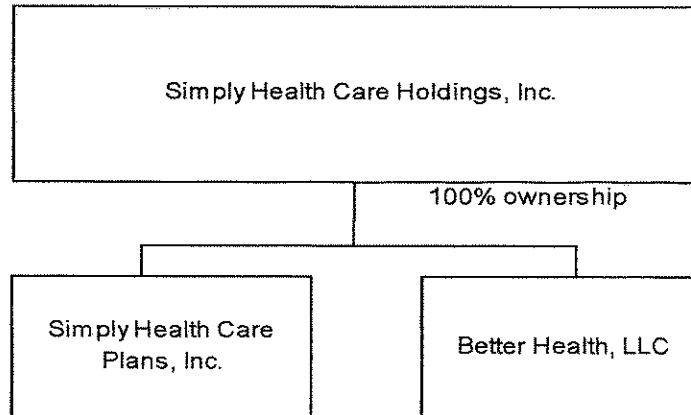 Simply Health Care Holdings, Inc.
100% ownership
Simply Health Care
Plans, Inc.
Better Health, LLC